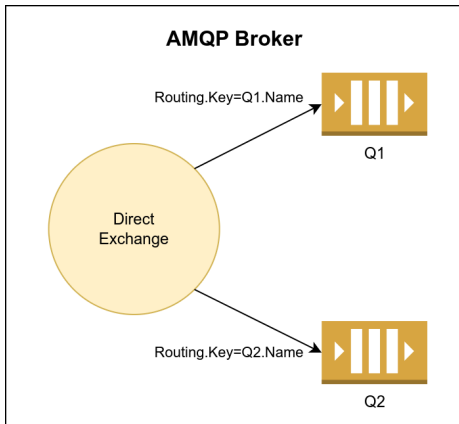 AMQP Broker
Routing.Key=Q1.Name
Q1
Direct
Exchange
Routing.Key=Q2.Name
Q2